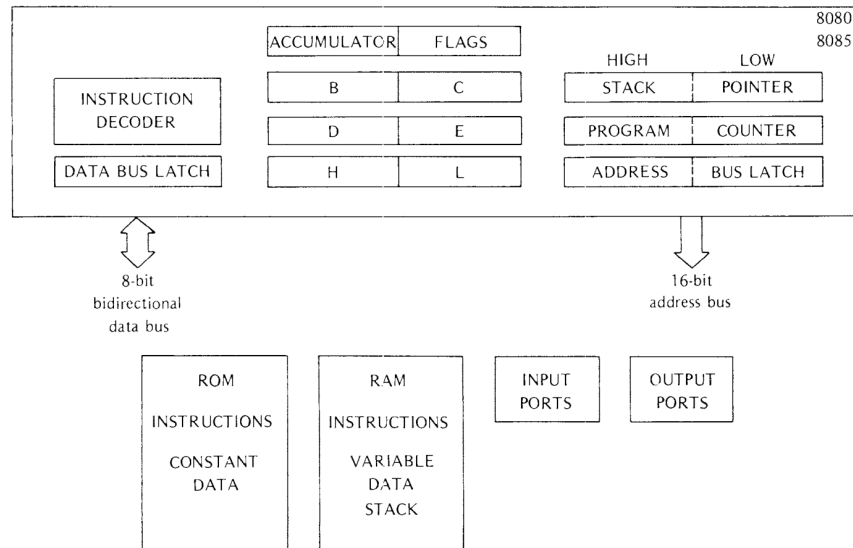 8080
8085
ACCUMULATOR FLAGS
HIGH LOW
B C
STACK POINTER
INSTRUCTION
DECODER
D E
PROGRAM COUNTER
DATA BUS LATCH
H L
ADDRESS BUS LATCH
8-bit
bidirectional
data bus
16-bit
address bus
ROM
INSTRUCTIONS
CONSTANT
DATA
RAM
INSTRUCTIONS
VARIABLE
DATA
STACK
INPUT
PORTS
OUTPUT
PORTS